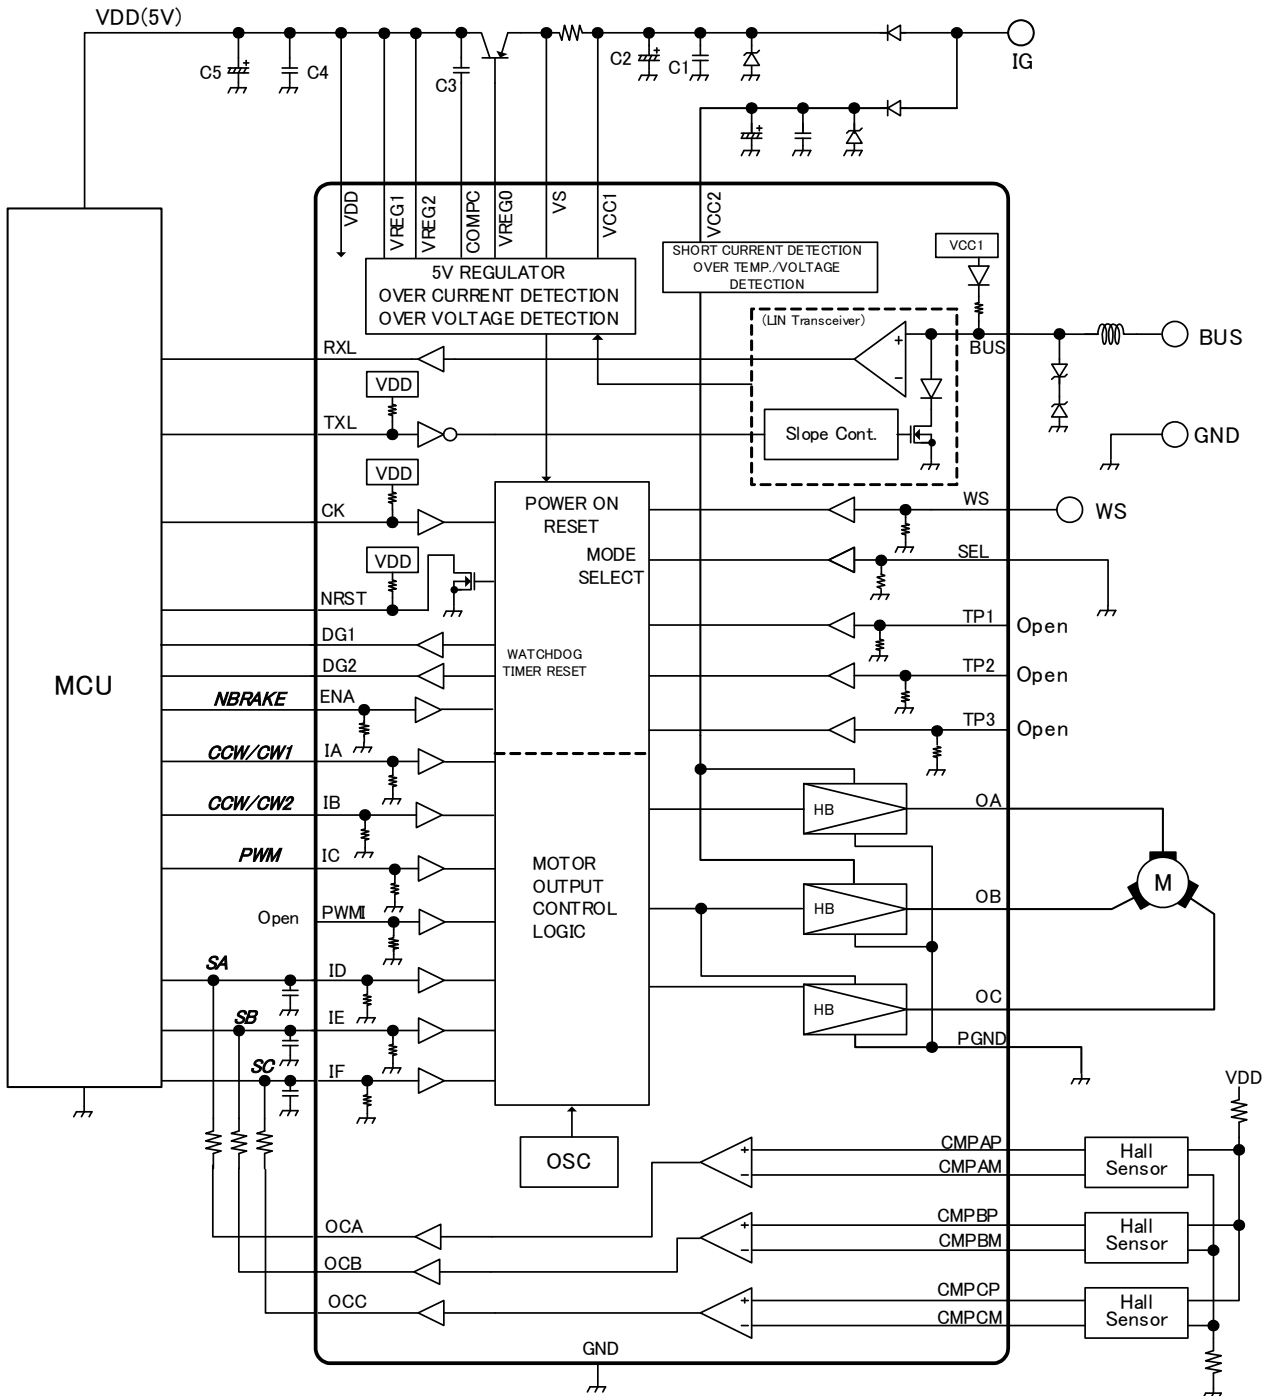 VDD(5V)
C5
+
C4
C3
C2
+
C1
IG
+
VDD
VREG1
VREG2
COMPC
VREG0
VS
VCC1
VCC2
5V REGULATOR
OVER CURRENT DETECTION
OVER VOLTAGE DETECTION
SHORT CURRENT DETECTION
OVER TEMP./VOLTAGE
DETECTION
VCC1
(LIN Transceiver)
+
−
BUS
BUS
Slope Cont.
GND
RXL
VDD
TXL
VDD
CK
VDD
NRST
DG1
DG2
MCU
NBRAKE
ENA
CCW/CW1
IA
CCW/CW2
IB
PWM
IC
Open
PWMI
SA
ID
SB
IE
SC
IF
POWER ON
RESET
MODE
SELECT
WATCHDOG
TIMER RESET
MOTOR
OUTPUT
CONTROL
LOGIC
OSC
WS
WS
SEL
TP1
Open
TP2
Open
TP3
Open
HB
OA
HB
OB
HB
OC
M
PGND
VDD
+
−
CMPAP
CMPAM
Hall
Sensor
+
−
CMPBP
CMPBM
Hall
Sensor
+
−
CMPCP
CMPCM
Hall
Sensor
OCA
OCB
OCC
GND